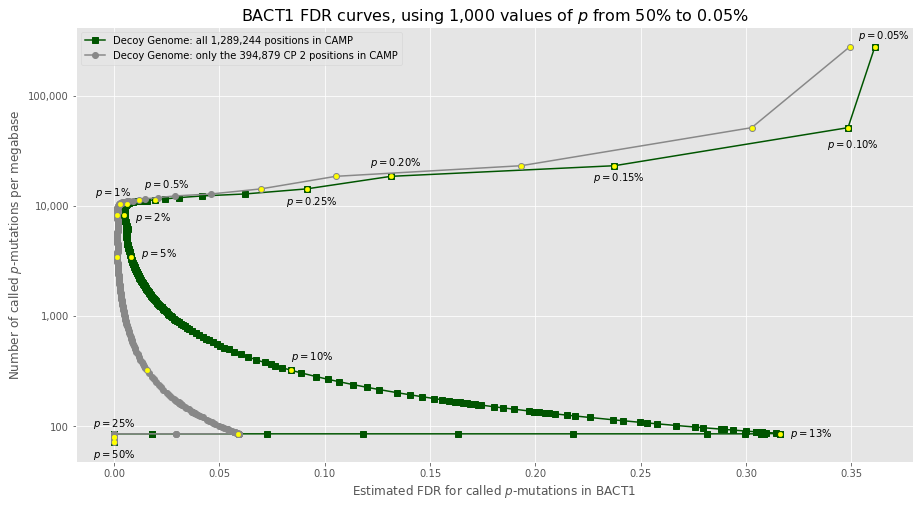 BACT1 FDR curves, using 1,000 values of p from 50% to 0.05%
Decoy Genome: all 1,289,244 positions in CAMP
Decoy Genome: only the 394,879 CP 2 positions in CAMP
p = 0.05%
100,000
p = 0.10%
p = 0.20%
p = 0.15%
p = 0.5%
p = 1%
p = 0.25%
10,000
p = 2%
p = 5%
Number of called p-mutations per megabase
1,000
p = 10%
p = 25%
100
p = 13%
p = 50%
0.00 0.05 0.10 0.15 0.20 0.25 0.30 0.35
Estimated FDR for called p-mutations in BACT1